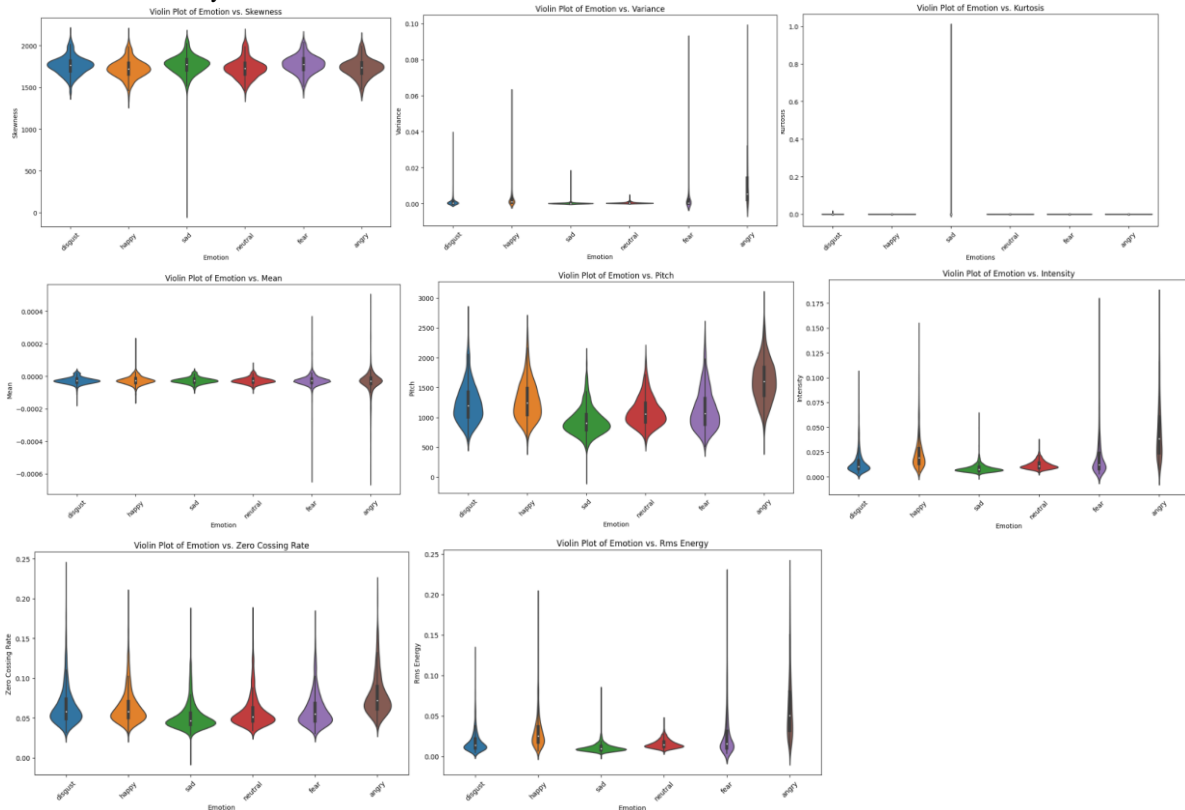 Violin Plot of Emotion vs. Skewness
Skewness
2000
1500
1000
500
0
disgust
happy
sad
neutral
fear
angry
Emotion
Violin Plot of Emotion vs. Variance
Variance
0.10
0.08
0.06
0.04
0.02
0.00
disgust
happy
sad
neutral
fear
angry
Emotion
Violin Plot of Emotion vs. Kurtosis
Kurtosis
1.0
0.8
0.6
0.4
0.2
0.0
disgust
happy
sad
neutral
fear
angry
Emotions
Violin Plot of Emotion vs. Mean
Mean
0.0004
0.0002
0.0000
−0.0002
−0.0004
−0.0006
disgust
happy
sad
neutral
fear
angry
Emotion
Violin Plot of Emotion vs. Pitch
Pitch
3000
2500
2000
1500
1000
500
0
disgust
happy
sad
neutral
fear
angry
Emotion
Violin Plot of Emotion vs. Intensity
Intensity
0.175
0.150
0.125
0.100
0.075
0.050
0.025
0.000
disgust
happy
sad
neutral
fear
angry
Emotion
Violin Plot of Emotion vs. Zero Cossing Rate
Zero Cossing Rate
0.25
0.20
0.15
0.10
0.05
0.00
disgust
happy
sad
neutral
fear
angry
Emotion
Violin Plot of Emotion vs. Rms Energy
Rms Energy
0.25
0.20
0.15
0.10
0.05
0.00
disgust
happy
sad
neutral
fear
angry
Emotion